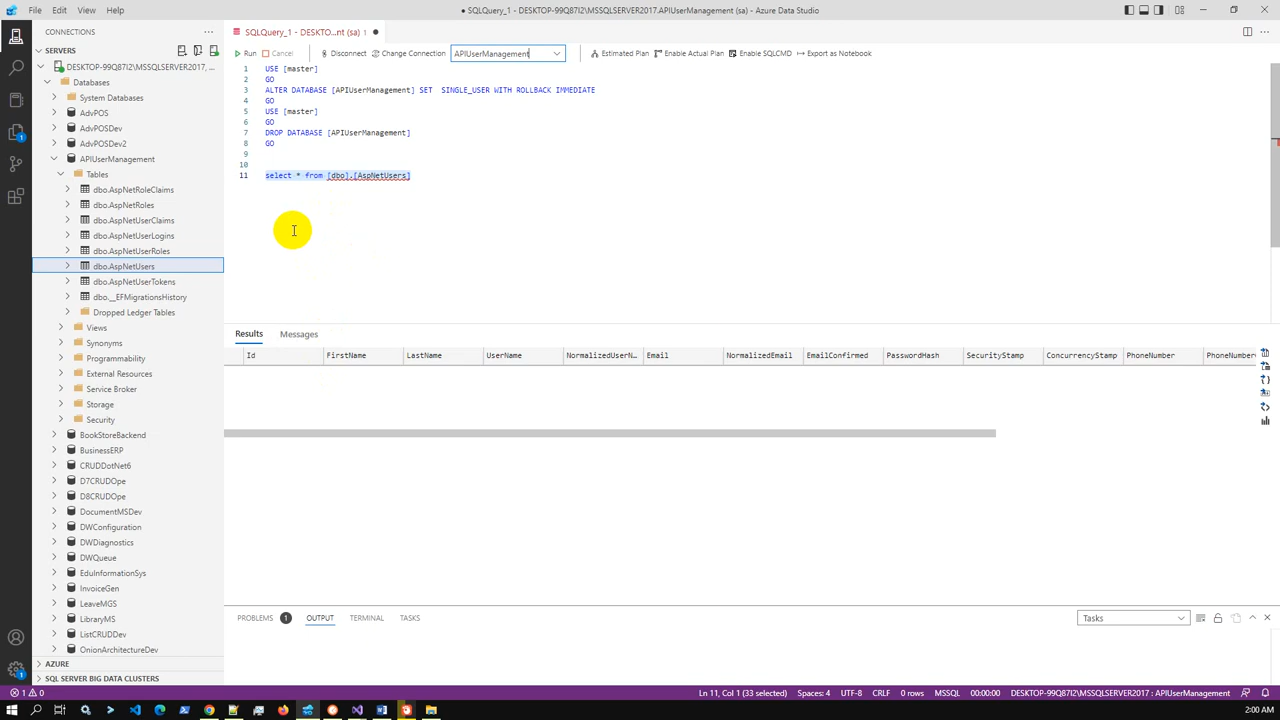 File Edit View Help
● SQLQuery_1 - DESKTOP-99Q87I2\MSSQLSERVER2017.APIUserManagement (sa) - Azure Data Studio
CONNECTIONS
SERVERS
DESKTOP-99Q87I2\MSSQLSERVER2017, ...
Databases
System Databases
AdvPOS
AdvPOSDev
AdvPOSDev2
APIUserManagement
Tables
dbo.AspNetRoleClaims
dbo.AspNetRoles
dbo.AspNetUserClaims
dbo.AspNetUserLogins
dbo.AspNetUserRoles
dbo.AspNetUsers
dbo.AspNetUserTokens
dbo.__EFMigrationsHistory
Dropped Ledger Tables
Views
Synonyms
Programmability
External Resources
Service Broker
Storage
Security
BookStoreBackend
BusinessERP
CRUDDotNet6
D7CRUDOpe
D8CRUDOpe
DocumentMSDev
DWConfiguration
DWDiagnostics
DWQueue
EduInformationSys
InvoiceGen
LeaveMGS
LibraryMS
ListCRUDDev
OnionArchitectureDev
AZURE
SQL SERVER BIG DATA CLUSTERS
SQLQuery_1 - DESKTO...nt (sa) 1
Run Cancel Disconnect Change Connection APIUserManagement Estimated Plan Enable Actual Plan Enable SQLCMD Export as Notebook
1 USE [master]
2 GO
3 ALTER DATABASE [APIUserManagement] SET  SINGLE_USER WITH ROLLBACK IMMEDIATE
4 GO
5 USE [master]
6 GO
7 DROP DATABASE [APIUserManagement]
8 GO
9
10
11 select * from [dbo].[AspNetUsers]
Results Messages
Id FirstName LastName UserName NormalizedUserN... Email NormalizedEmail EmailConfirmed PasswordHash SecurityStamp ConcurrencyStamp PhoneNumber PhoneNumber
PROBLEMS 1 OUTPUT TERMINAL TASKS
Tasks
1 0
Ln 11, Col 1 (33 selected) Spaces: 4 UTF-8 CRLF 0 rows MSSQL 00:00:00 DESKTOP-99Q87I2\MSSQLSERVER2017 : APIUserManagement
2:00 AM